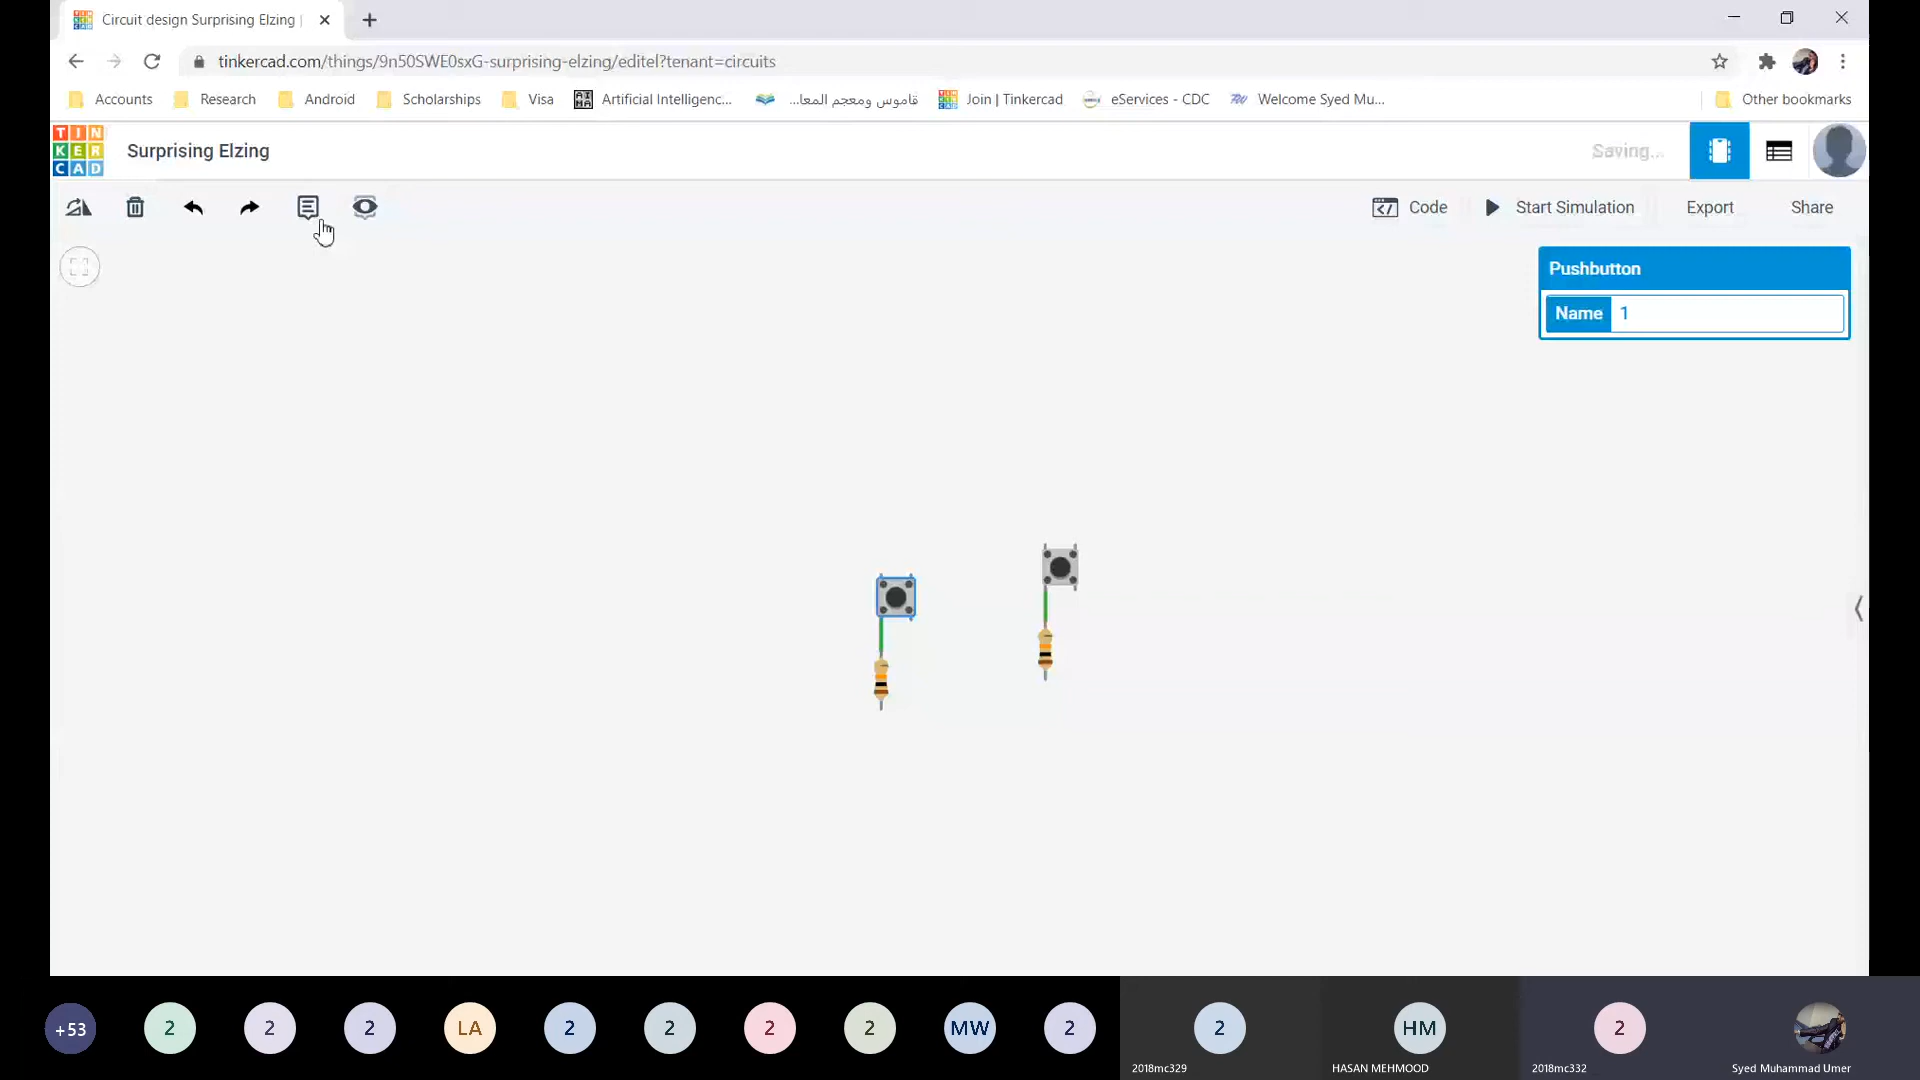 Circuit design Surprising Elzing |
tinkercad.com/things/9n50SWE0sxG-surprising-elzing/editel?tenant=circuits
Accounts Research Android Scholarships Visa Artificial Intelligenc... قاموس ومعجم المعا... Join | Tinkercad eServices - CDC Welcome Syed Mu... Other bookmarks
TIN
KER
CAD
Surprising Elzing
Saving...
Code Start Simulation Export Share
Pushbutton
Name 1
+53 2 2 2 LA 2 2 2 2 MW 2 2 HM 2
2018mc329 HASAN MEHMOOD 2018mc332 Syed Muhammad Umer